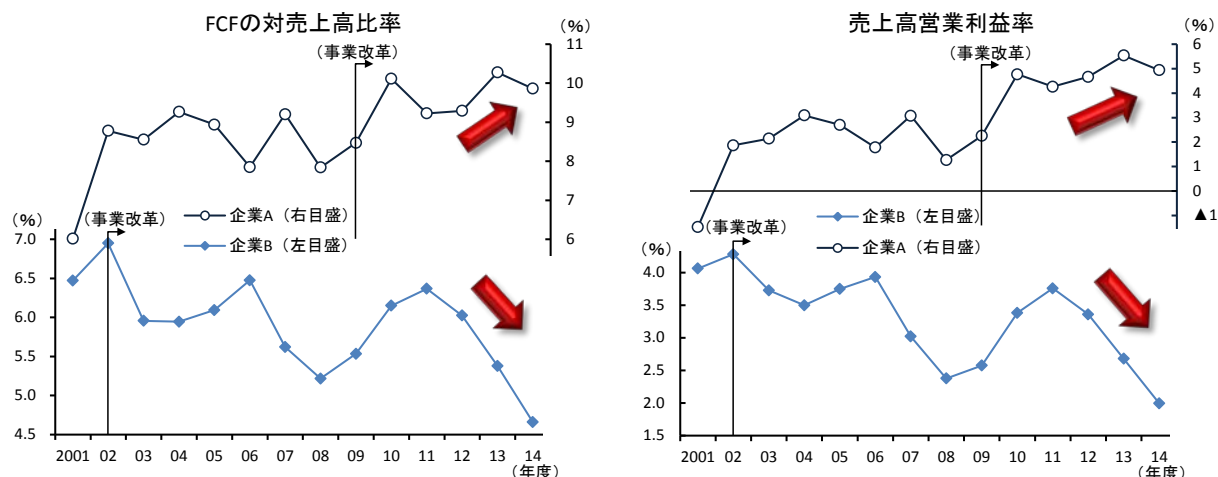 FCFの対売上高比率
(%)
(事業改革)
11
10
9
8
7
6
(%)
(事業改革)
企業A（右目盛）
企業B（左目盛）
7.0
6.5
6.0
5.5
5.0
4.5
2001 02 03 04 05 06 07 08 09 10 11 12 13 14
(年度)
売上高営業利益率
(%)
(事業改革)
6
5
4
3
2
1
0
▲1
(%)
(事業改革)
企業B（左目盛）
企業A（右目盛）
4.0
3.5
3.0
2.5
2.0
1.5
2001 02 03 04 05 06 07 08 09 10 11 12 13 14
(年度)